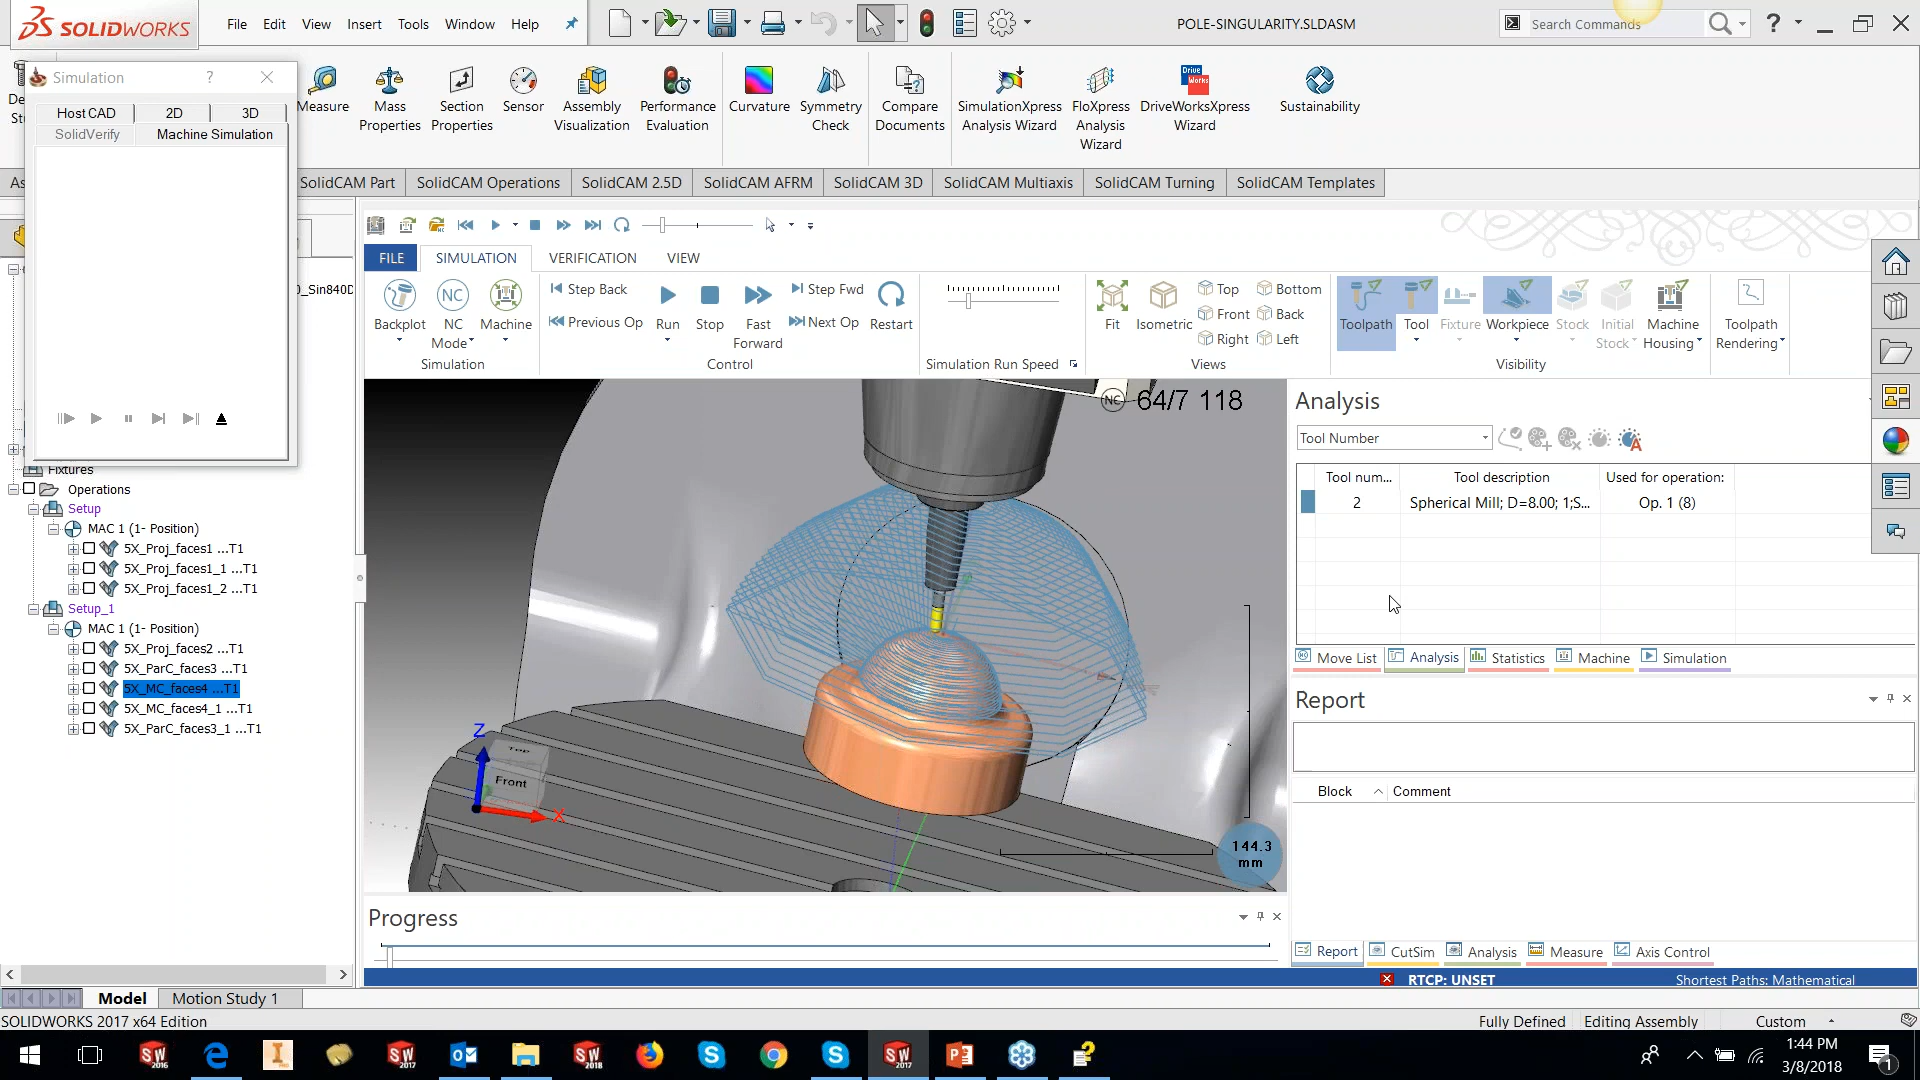 SOLIDWORKS
File Edit View Insert Tools Window Help
POLE-SINGULARITY.SLDASM
Search Commands
Simulation ?
HostCAD 2D 3D
SolidVerify Machine Simulation
Measure
Mass Properties
Section Properties
Sensor
Assembly Visualization
Performance Evaluation
Curvature
Symmetry Check
Compare Documents
SimulationXpress Analysis Wizard
FloXpress Analysis Wizard
DriveWorksXpress Wizard
Sustainability
SolidCAM Part SolidCAM Operations SolidCAM 2.5D SolidCAM AFRM SolidCAM 3D SolidCAM Multiaxis SolidCAM Turning SolidCAM Templates
FILE SIMULATION VERIFICATION VIEW
Backplot
NC Mode
Machine
Simulation
Step Back
Previous Op
Run
Stop
Fast Forward
Step Fwd
Next Op
Restart
Control
Simulation Run Speed
Fit
Isometric
Top Bottom
Front Back
Right Left
Views
Toolpath
Tool
Fixture
Workpiece
Stock
Initial Stock
Machine Housing
Visibility
Toolpath Rendering
_Sin840D
Fixtures
Operations
Setup
MAC 1 (1- Position)
5X_Proj_faces1 ...T1
5X_Proj_faces1_1 ...T1
5X_Proj_faces1_2 ...T1
Setup_1
MAC 1 (1- Position)
5X_Proj_faces2 ...T1
5X_ParC_faces3 ...T1
5X_MC_faces4 ...T1
5X_MC_faces4_1 ...T1
5X_ParC_faces3_1 ...T1
NC 64/7 118
Z
Top
Front
X
144.3
mm
Progress
Analysis
Tool Number
Tool num... Tool description Used for operation:
2 Spherical Mill; D=8.00; 1;S... Op. 1 (8)
Move List Analysis Statistics Machine Simulation
Report
Block Comment
Report CutSim Analysis Measure Axis Control
RTCP: UNSET Shortest Paths: Mathematical
Model Motion Study 1
SOLIDWORKS 2017 x64 Edition Fully Defined Editing Assembly Custom
1:44 PM
3/8/2018